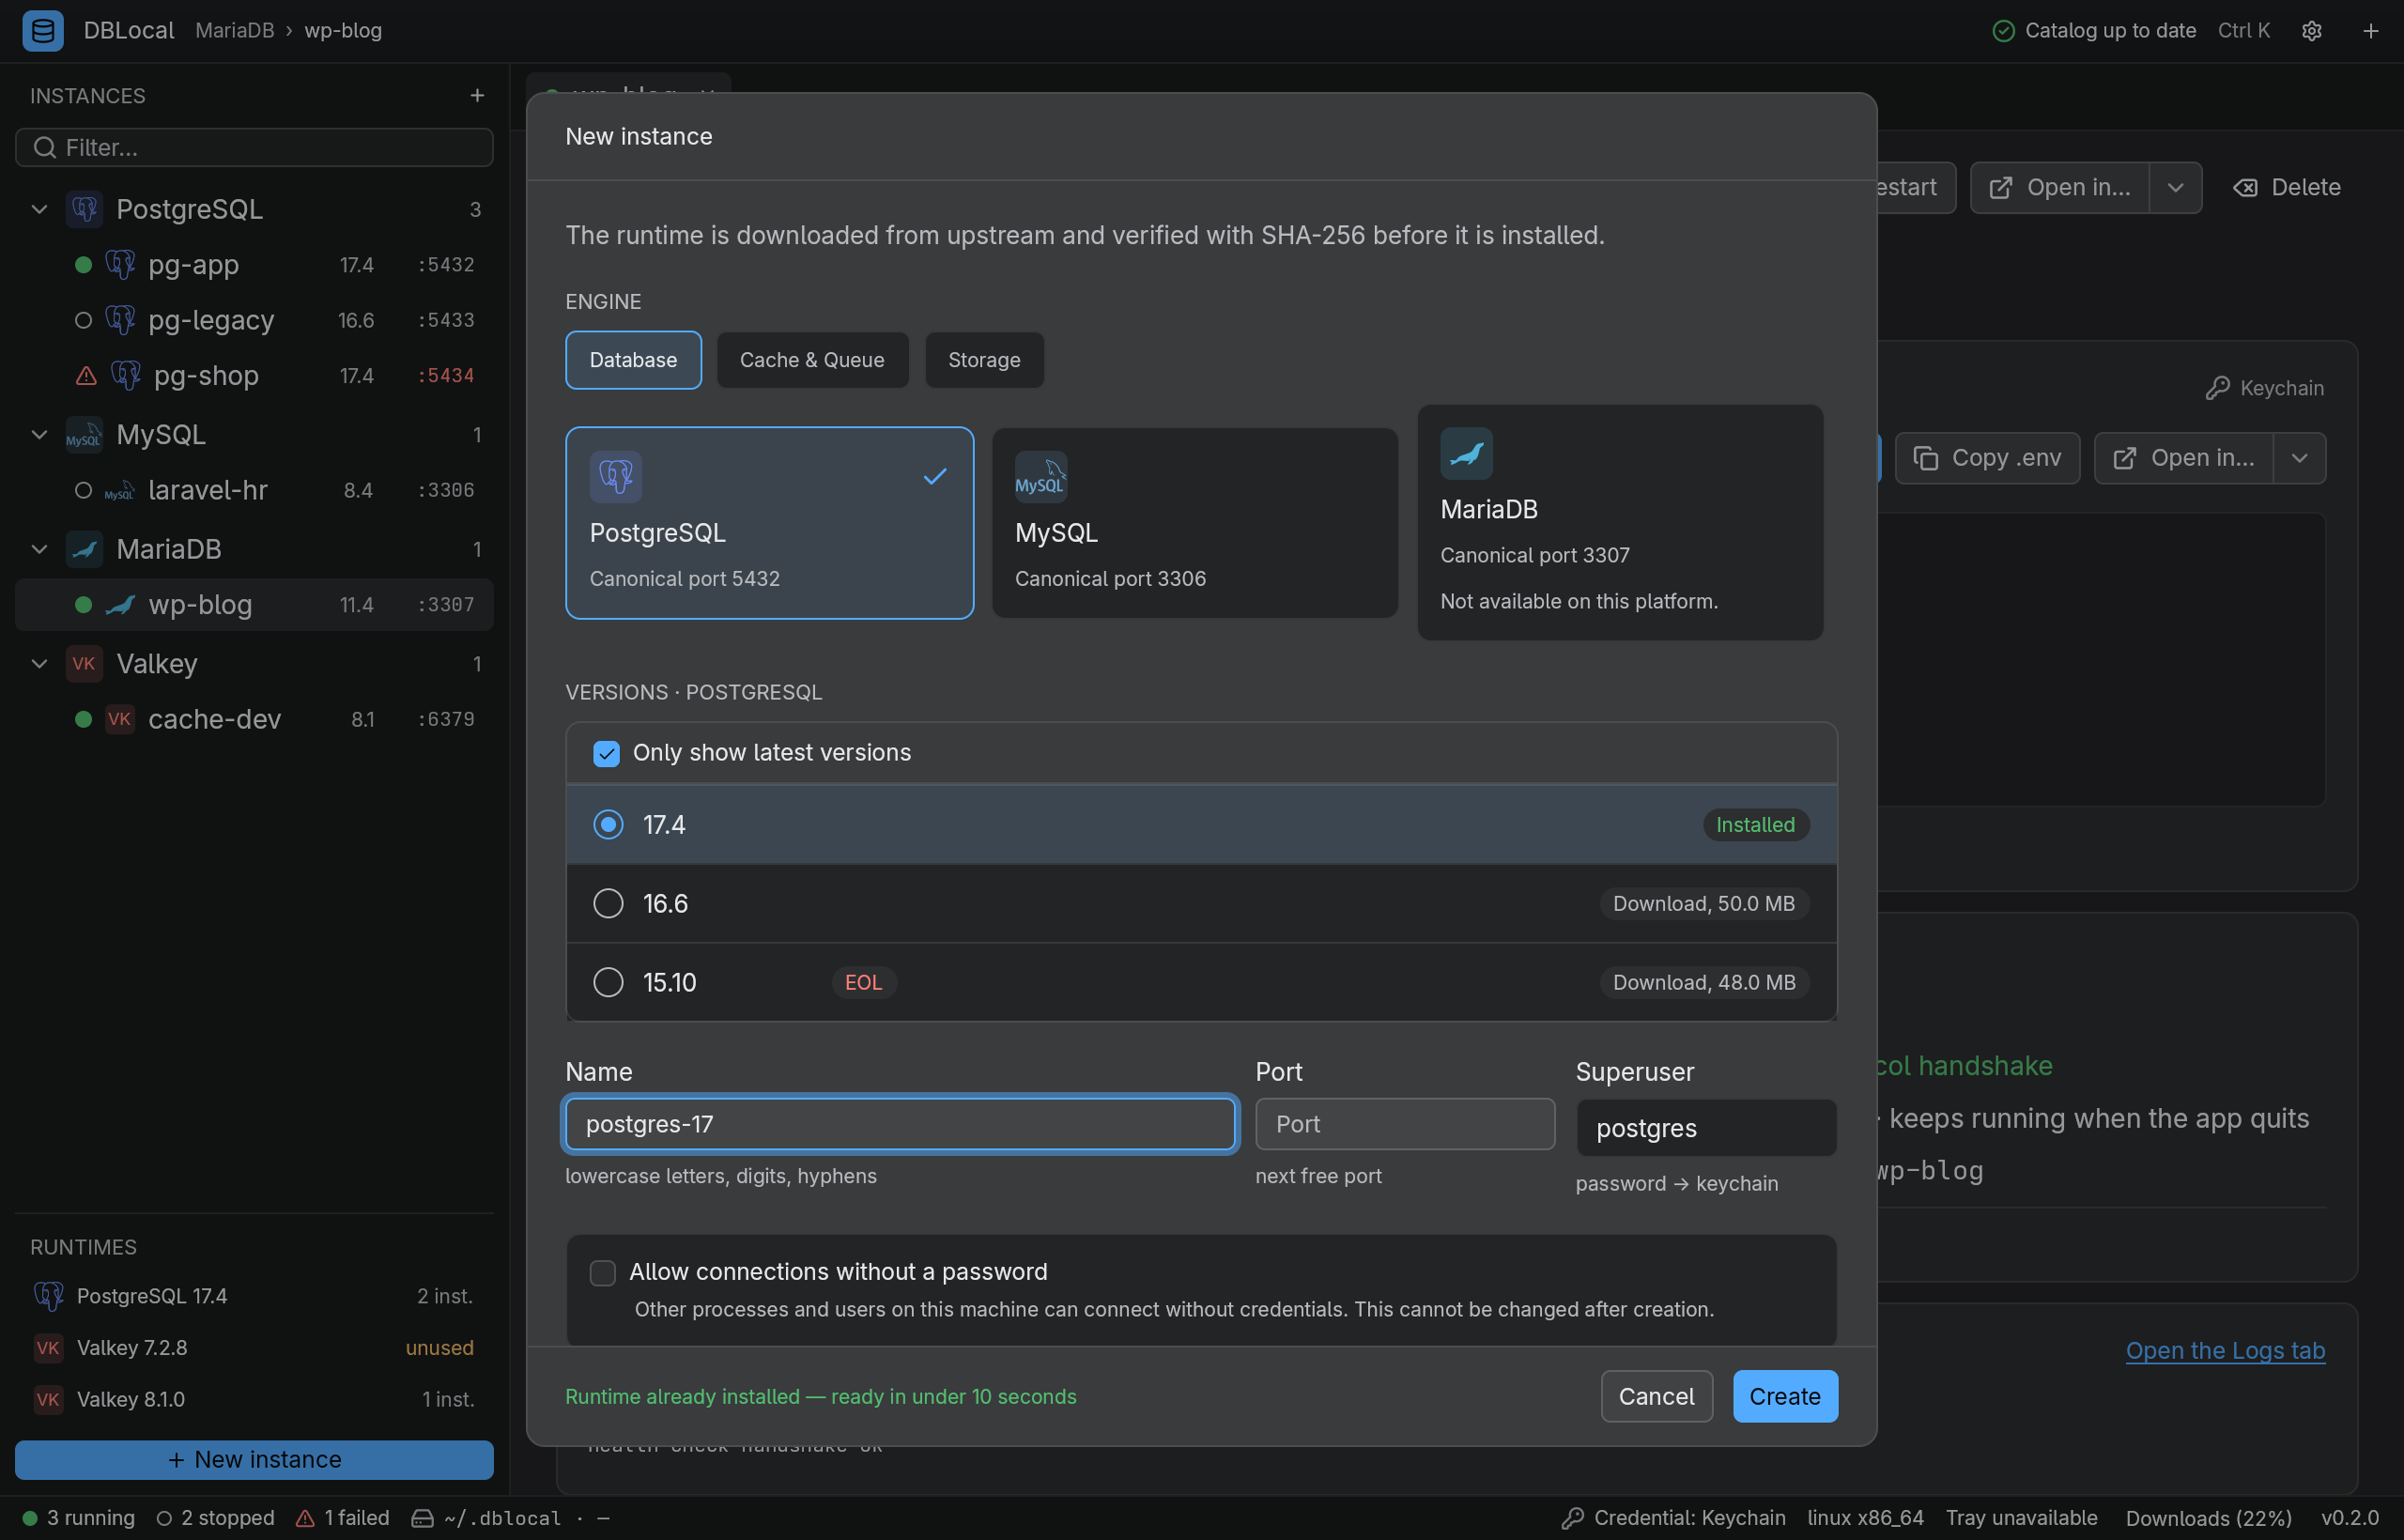 DBLocal MariaDB › wp-blog
Catalog up to date Ctrl K
INSTANCES
Filter...
PostgreSQL 3
pg-app 17.4 :5432
pg-legacy 16.6 :5433
pg-shop 17.4 :5434
MySQL MySQL 1
MySQL laravel-hr 8.4 :3306
MariaDB 1
wp-blog 11.4 :3307
VK Valkey 1
VK cache-dev 8.1 :6379
RUNTIMES
PostgreSQL 17.4 2 inst.
VK Valkey 7.2.8 unused
VK Valkey 8.1.0 1 inst.
+ New instance
New instance
The runtime is downloaded from upstream and verified with SHA-256 before it is installed.
ENGINE
Database Cache & Queue Storage
PostgreSQL
Canonical port 5432
MySQL
MySQL
Canonical port 3306
MariaDB
Canonical port 3307
Not available on this platform.
VERSIONS · POSTGRESQL
Only show latest versions
17.4 Installed
16.6 Download, 50.0 MB
15.10 EOL Download, 48.0 MB
Name
postgres-17
lowercase letters, digits, hyphens
Port
Port
next free port
Superuser
postgres
password → keychain
Allow connections without a password
Other processes and users on this machine can connect without credentials. This cannot be changed after creation.
Runtime already installed — ready in under 10 seconds
Cancel Create
estart Open in... Delete
Keychain
Copy .env Open in...
col handshake
keeps running when the app quits
wp-blog
Open the Logs tab
3 running 2 stopped 1 failed ~/.dblocal · —
Credential: Keychain linux x86_64 Tray unavailable Downloads (22%) v0.2.0